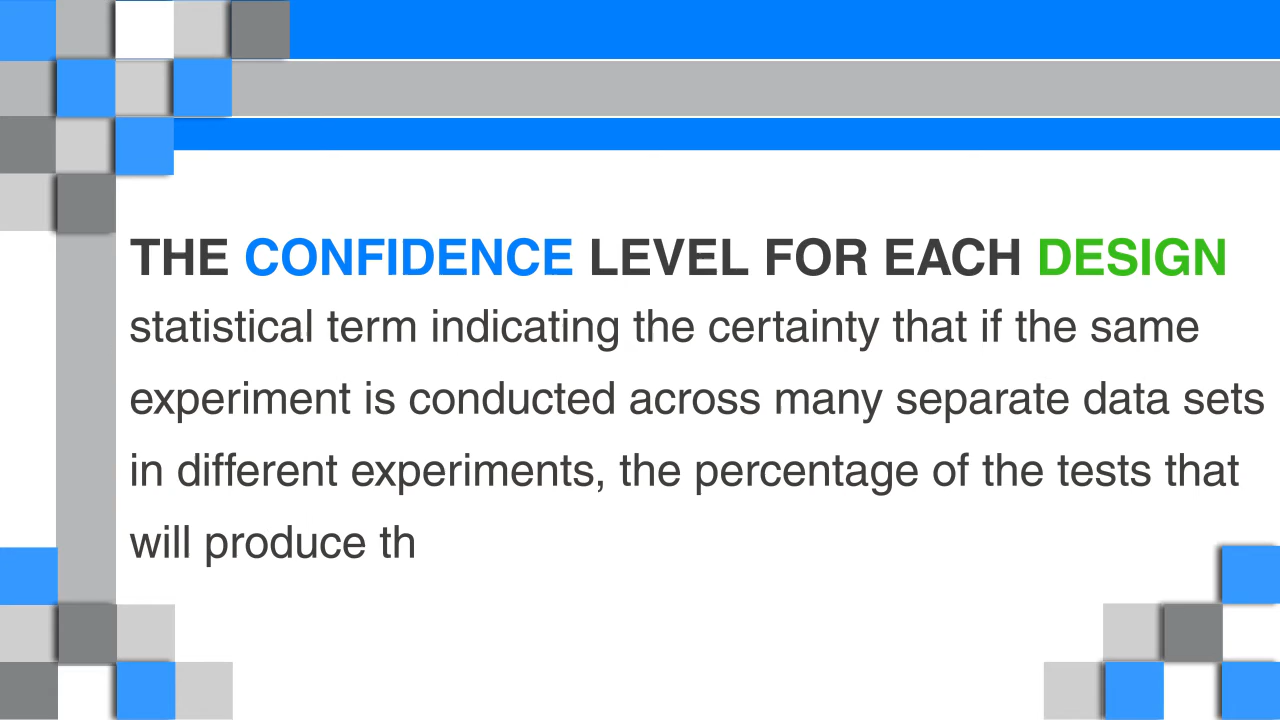 THE CONFIDENCE LEVEL FOR EACH DESIGN
statistical term indicating the certainty that if the same
experiment is conducted across many separate data sets
in different experiments, the percentage of the tests that
will produce th